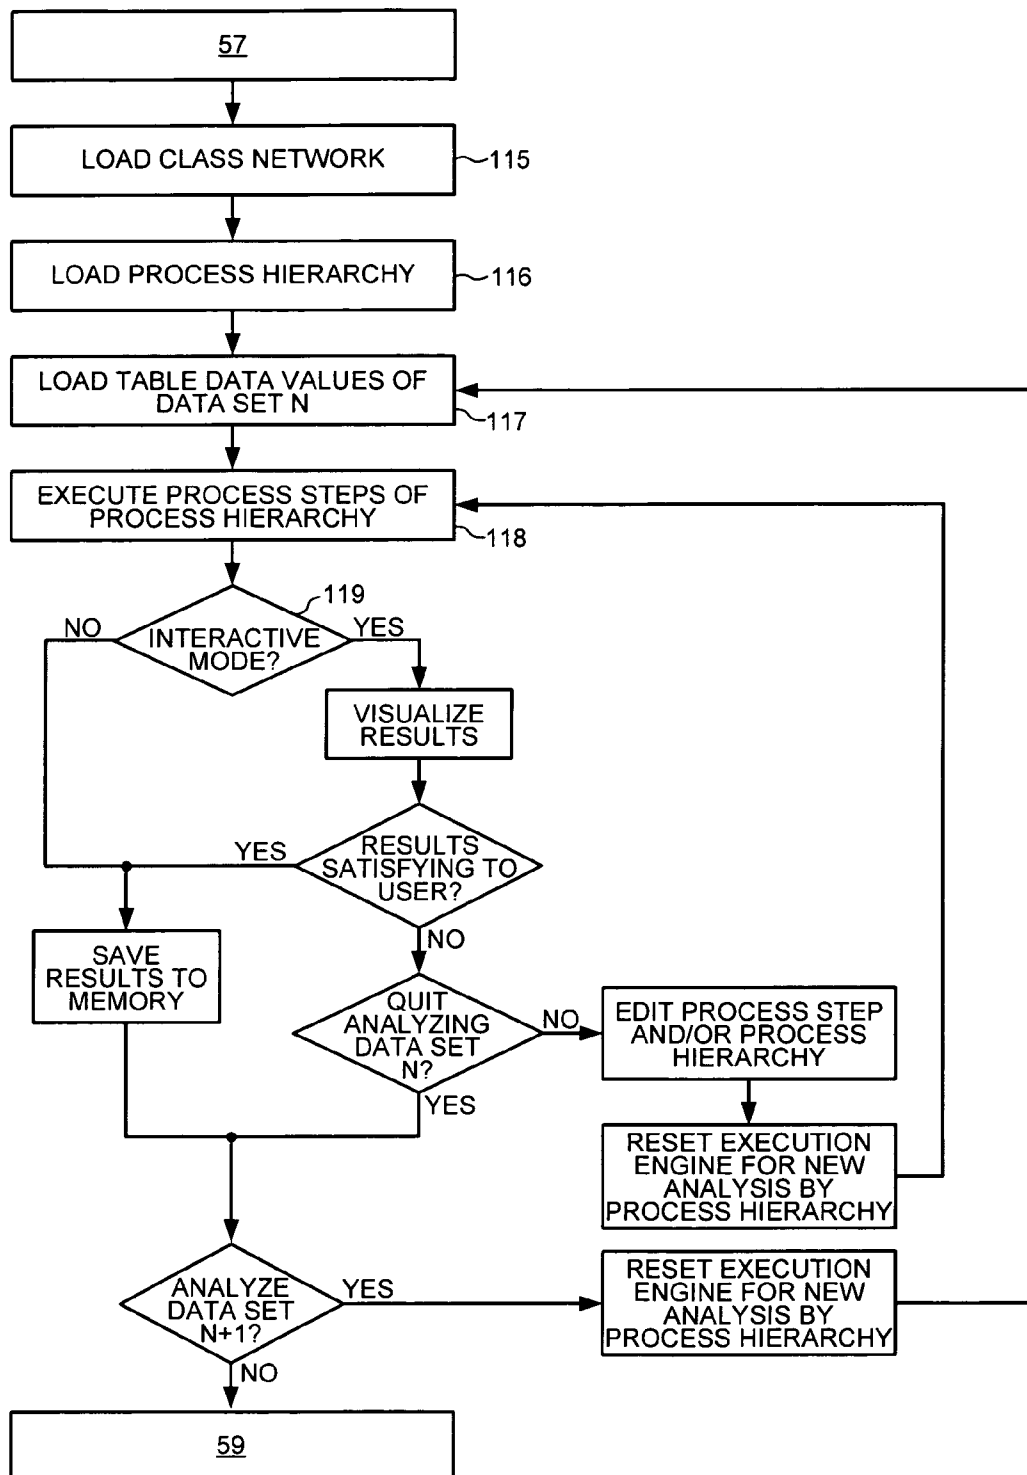 57
LOAD CLASS NETWORK
115
LOAD PROCESS HIERARCHY
116
LOAD TABLE DATA VALUES OF
DATA SET N
117
EXECUTE PROCESS STEPS OF
PROCESS HIERARCHY
118
119
NO
YES
INTERACTIVE
MODE?
VISUALIZE
RESULTS
YES
RESULTS
SATISFYING TO
USER?
NO
SAVE
RESULTS TO
MEMORY
QUIT
ANALYZING
DATA SET
N?
NO
EDIT PROCESS STEP
AND/OR PROCESS
HIERARCHY
YES
RESET EXECUTION
ENGINE FOR NEW
ANALYSIS BY
PROCESS HIERARCHY
ANALYZE
DATA SET
N+1?
YES
RESET EXECUTION
ENGINE FOR NEW
ANALYSIS BY
PROCESS HIERARCHY
NO
59